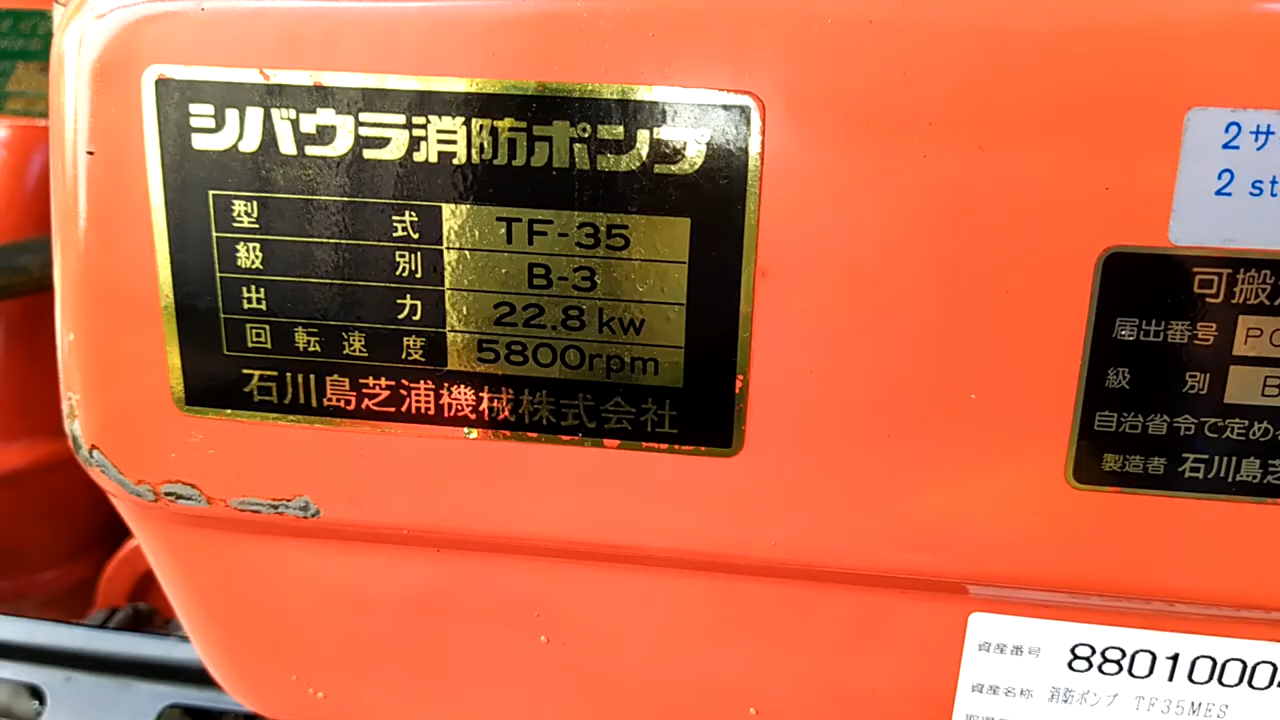 シバウラ消防ポンプ
型式 TF-35
級別 B-3
出力 22.8kw
回転速度 5800rpm
石川島芝浦機械株式会社
2サ
2 st
可搬
届出番号 PO
級別 B
自治省令で定め
製造者 石川島芝
資産番号 8801000
資産名称 消防ポンプ TF35MES